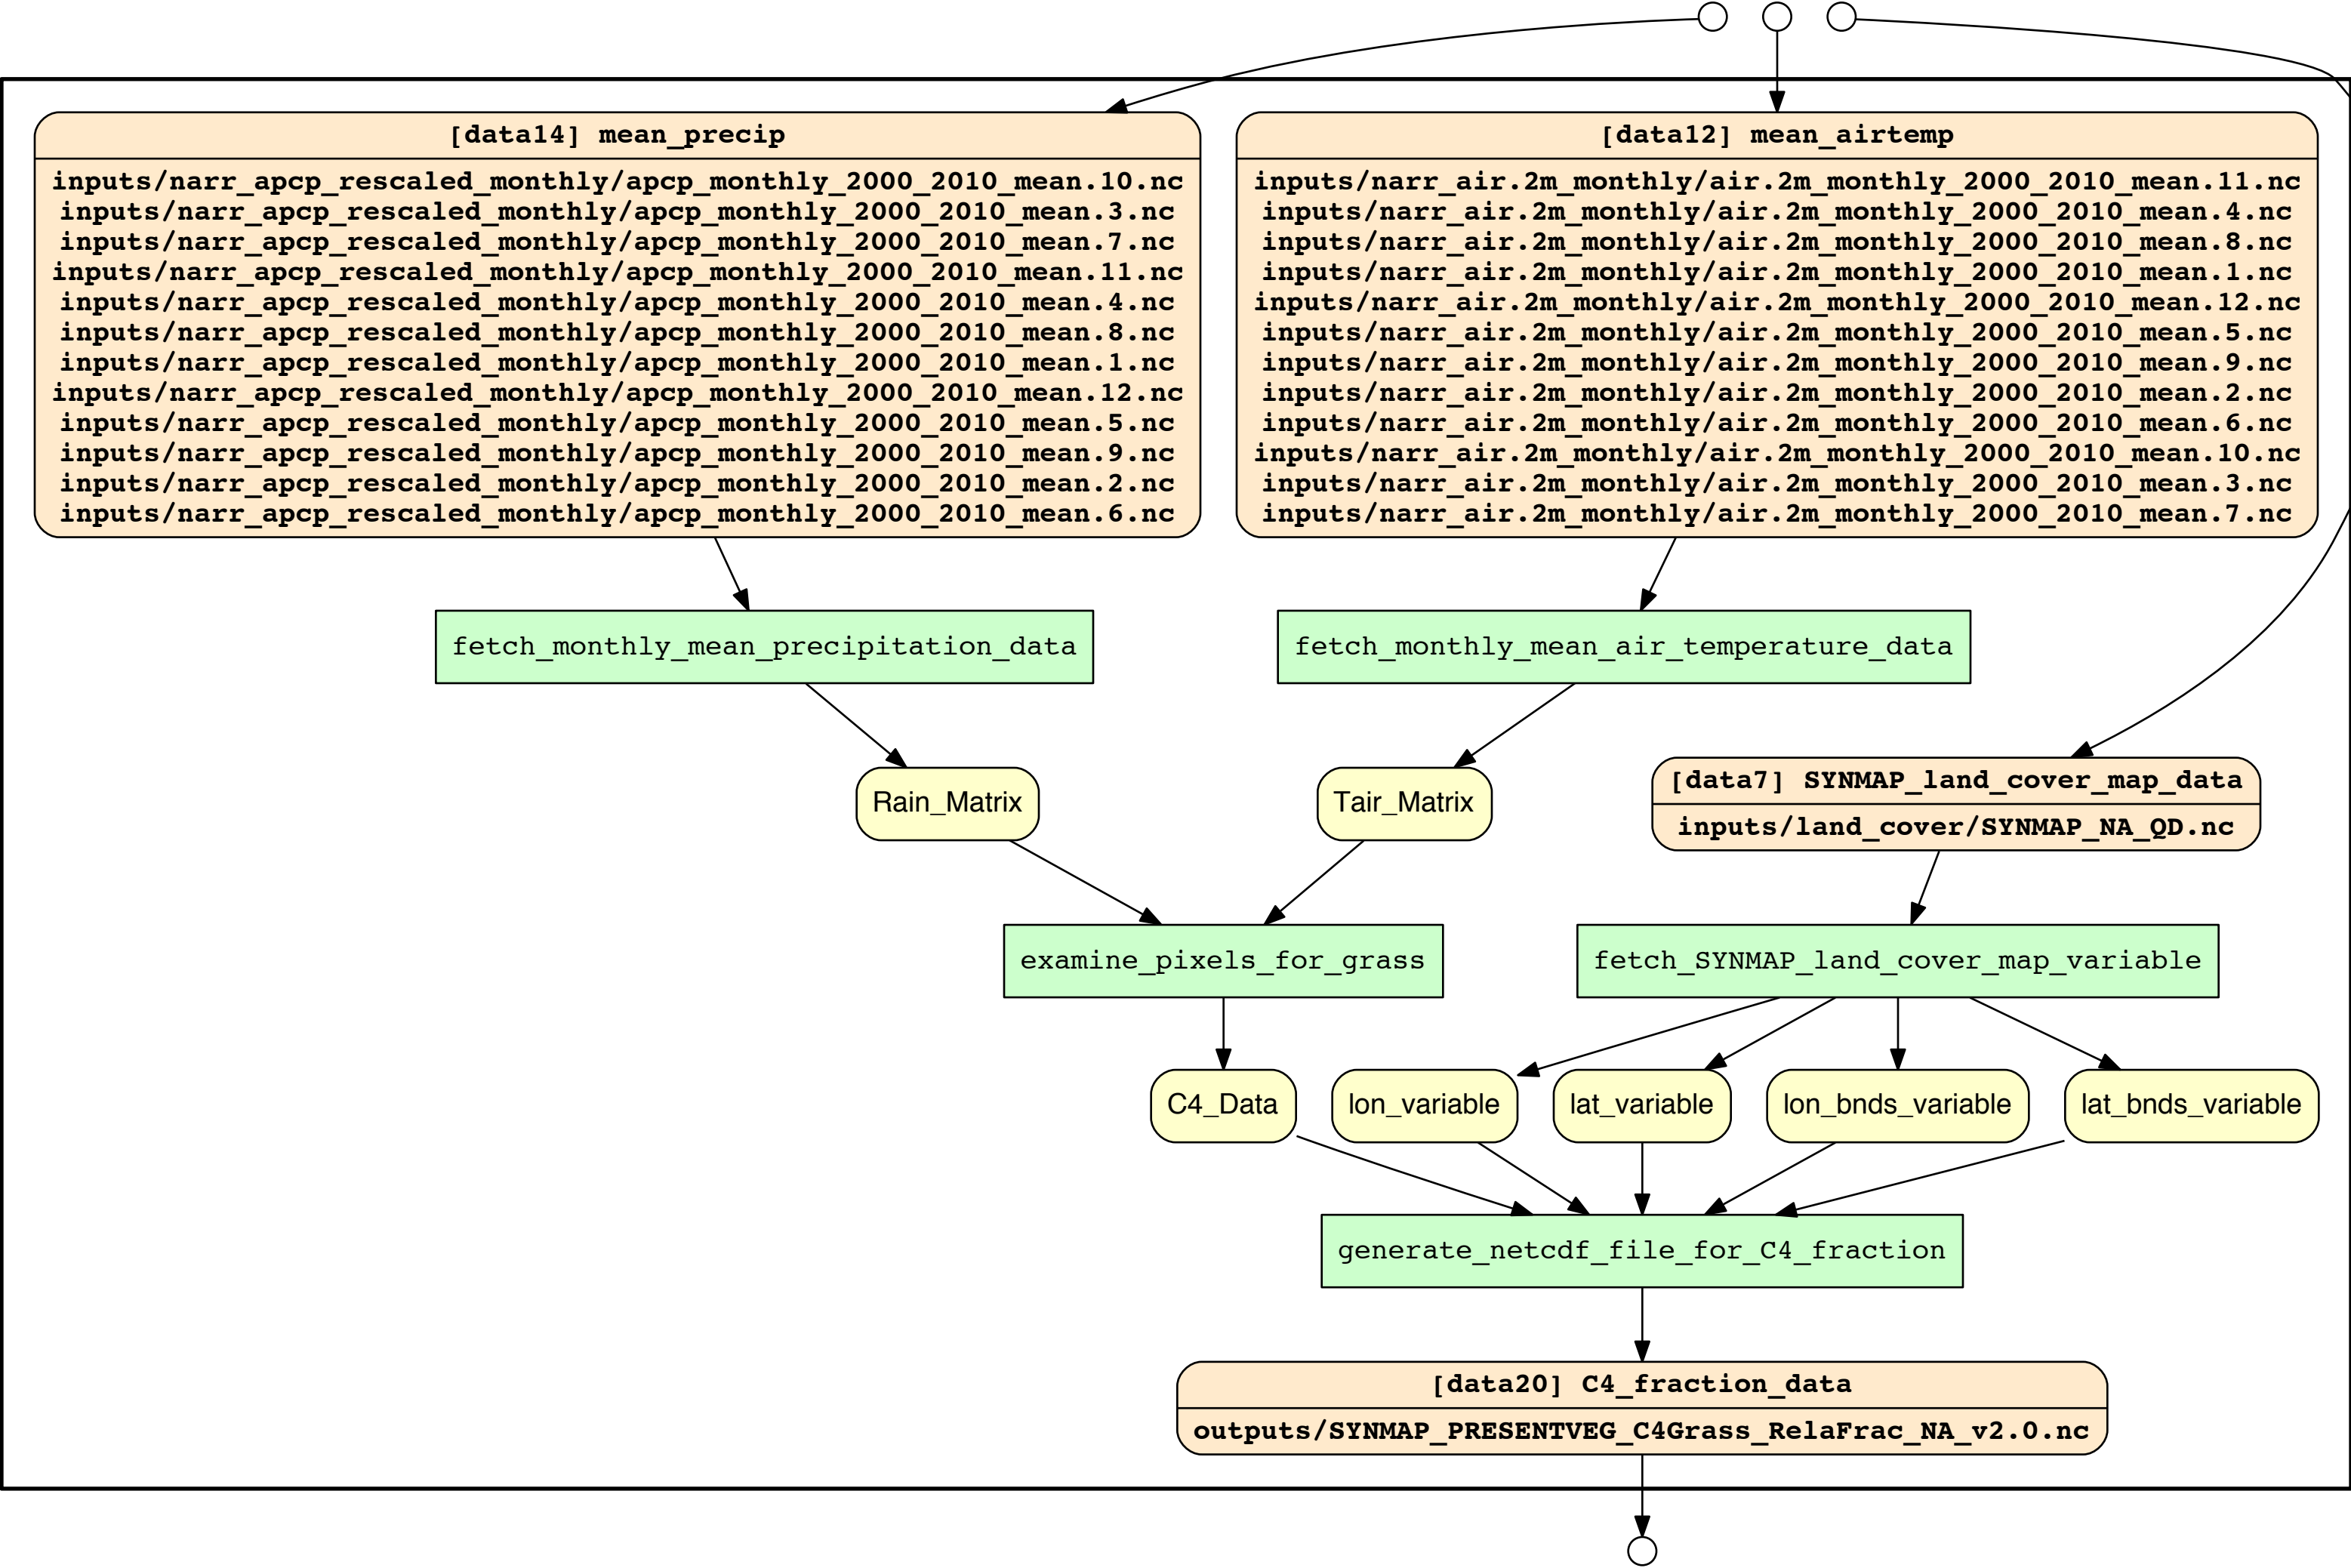 [data14] mean_precip
inputs/narr_apcp_rescaled_monthly/apcp_monthly_2000_2010_mean.10.nc
inputs/narr_apcp_rescaled_monthly/apcp_monthly_2000_2010_mean.3.nc
inputs/narr_apcp_rescaled_monthly/apcp_monthly_2000_2010_mean.7.nc
inputs/narr_apcp_rescaled_monthly/apcp_monthly_2000_2010_mean.11.nc
inputs/narr_apcp_rescaled_monthly/apcp_monthly_2000_2010_mean.4.nc
inputs/narr_apcp_rescaled_monthly/apcp_monthly_2000_2010_mean.8.nc
inputs/narr_apcp_rescaled_monthly/apcp_monthly_2000_2010_mean.1.nc
inputs/narr_apcp_rescaled_monthly/apcp_monthly_2000_2010_mean.12.nc
inputs/narr_apcp_rescaled_monthly/apcp_monthly_2000_2010_mean.5.nc
inputs/narr_apcp_rescaled_monthly/apcp_monthly_2000_2010_mean.9.nc
inputs/narr_apcp_rescaled_monthly/apcp_monthly_2000_2010_mean.2.nc
inputs/narr_apcp_rescaled_monthly/apcp_monthly_2000_2010_mean.6.nc
[data12] mean_airtemp
inputs/narr_air.2m_monthly/air.2m_monthly_2000_2010_mean.11.nc
inputs/narr_air.2m_monthly/air.2m_monthly_2000_2010_mean.4.nc
inputs/narr_air.2m_monthly/air.2m_monthly_2000_2010_mean.8.nc
inputs/narr_air.2m_monthly/air.2m_monthly_2000_2010_mean.1.nc
inputs/narr_air.2m_monthly/air.2m_monthly_2000_2010_mean.12.nc
inputs/narr_air.2m_monthly/air.2m_monthly_2000_2010_mean.5.nc
inputs/narr_air.2m_monthly/air.2m_monthly_2000_2010_mean.9.nc
inputs/narr_air.2m_monthly/air.2m_monthly_2000_2010_mean.2.nc
inputs/narr_air.2m_monthly/air.2m_monthly_2000_2010_mean.6.nc
inputs/narr_air.2m_monthly/air.2m_monthly_2000_2010_mean.10.nc
inputs/narr_air.2m_monthly/air.2m_monthly_2000_2010_mean.3.nc
inputs/narr_air.2m_monthly/air.2m_monthly_2000_2010_mean.7.nc
fetch_monthly_mean_precipitation_data
fetch_monthly_mean_air_temperature_data
Rain_Matrix
Tair_Matrix
[data7] SYNMAP_land_cover_map_data
inputs/land_cover/SYNMAP_NA_QD.nc
examine_pixels_for_grass
fetch_SYNMAP_land_cover_map_variable
C4_Data
lon_variable
lat_variable
lon_bnds_variable
lat_bnds_variable
generate_netcdf_file_for_C4_fraction
[data20] C4_fraction_data
outputs/SYNMAP_PRESENTVEG_C4Grass_RelaFrac_NA_v2.0.nc